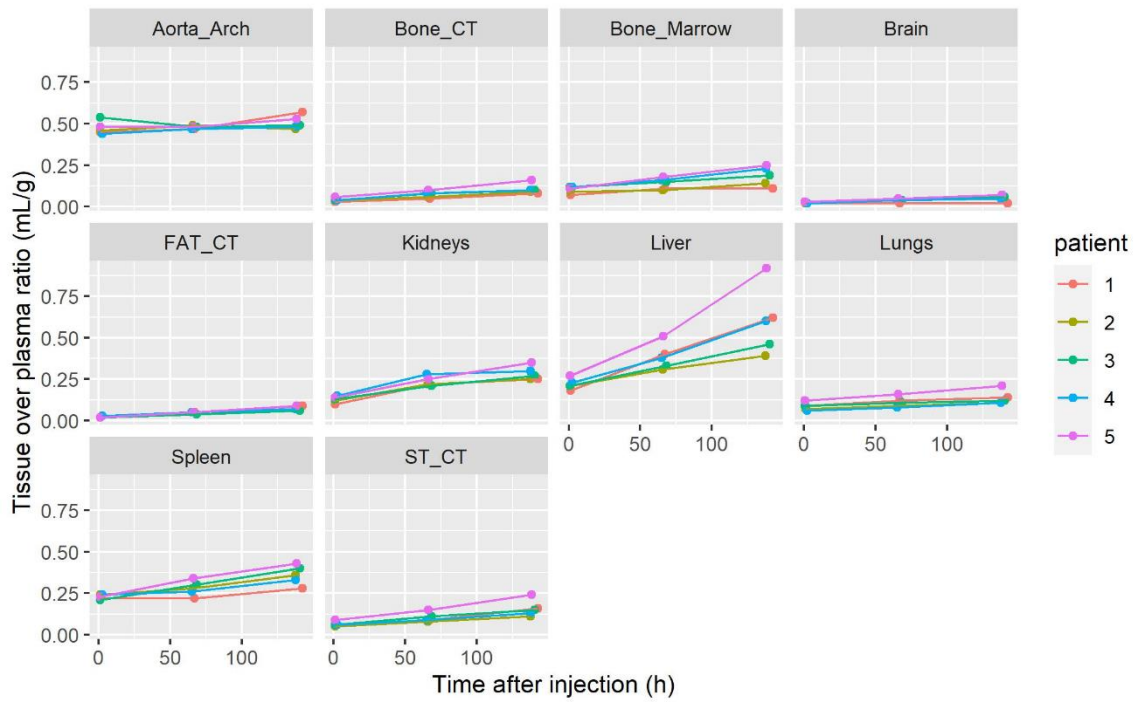 Tissue over plasma ratio (mL/g)
Aorta_Arch Bone_CT Bone_Marrow Brain
0.75
0.50
0.25
0.00
FAT_CT Kidneys Liver Lungs
0.75
0.50
0.25
0.00
0 50 100 0 50 100
Spleen ST_CT
0.75
0.50
0.25
0.00
0 50 100 0 50 100
Time after injection (h)
patient
1
2
3
4
5